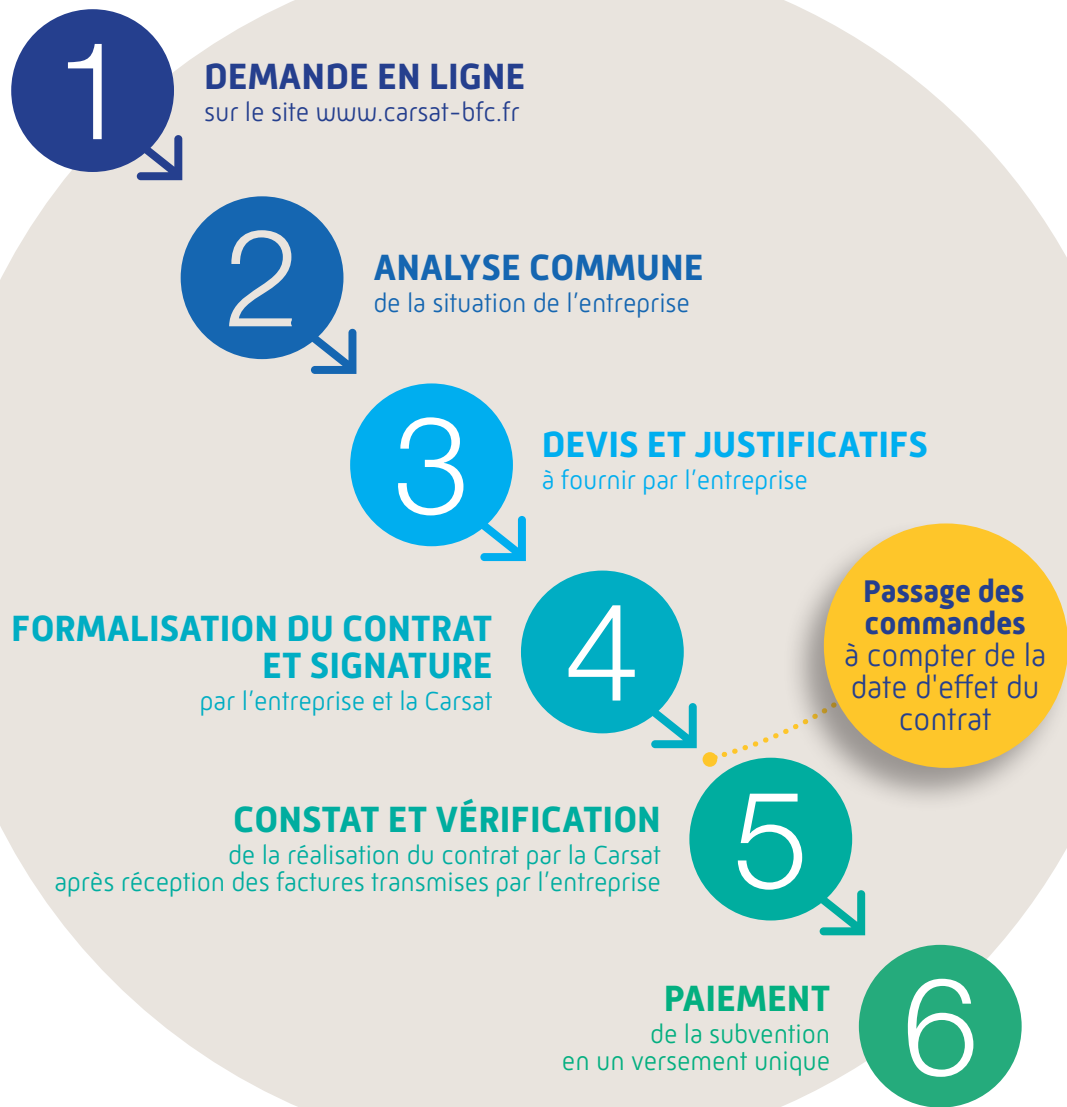 1
DEMANDE EN LIGNE
sur le site www.carsat-bfc.fr
2
ANALYSE COMMUNE
de la situation de l'entreprise
3
DEVIS ET JUSTIFICATIFS
à fournir par l'entreprise
4
FORMALISATION DU CONTRAT
ET SIGNATURE
par l'entreprise et la Carsat
Passage des
commandes
à compter de la
date d'effet du
contrat
5
CONSTAT ET VÉRIFICATION
de la réalisation du contrat par la Carsat
après réception des factures transmises par l'entreprise
6
PAIEMENT
de la subvention
en un versement unique